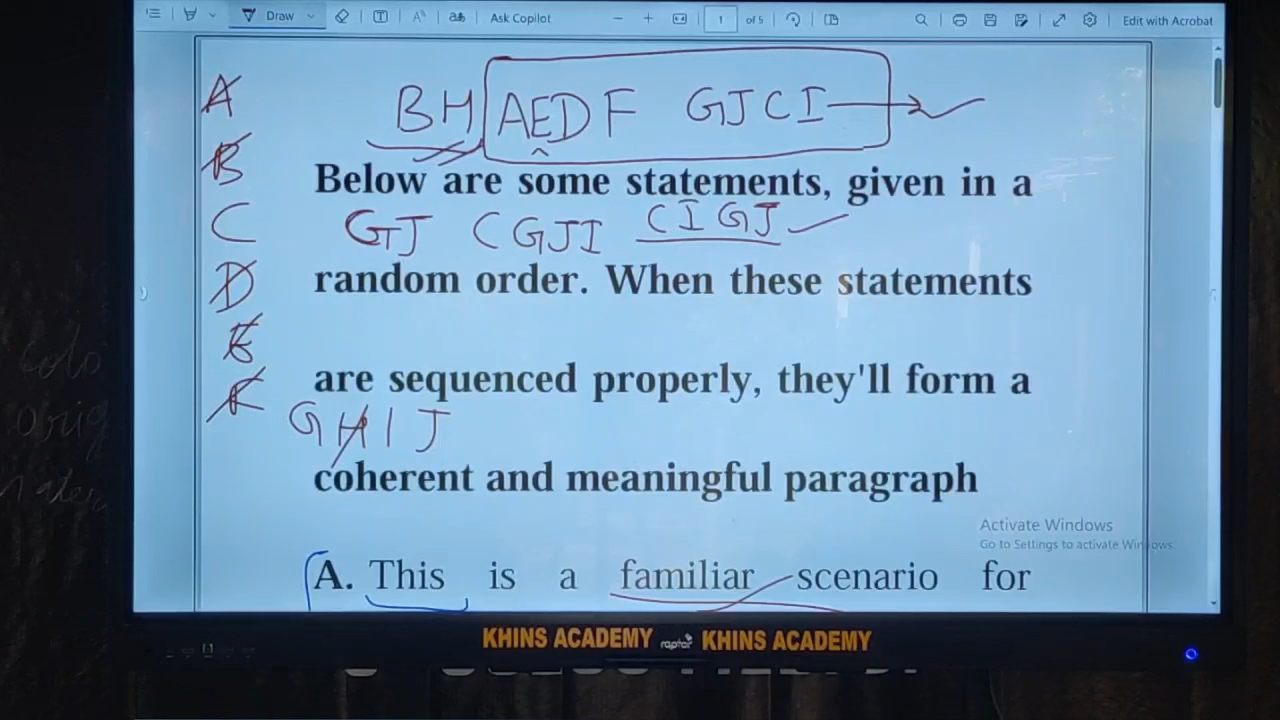 Draw Ask Copilot 1 of 5 Edit with Acrobat
A
B
C
D
E
F
BH AEDF GJCI
Below are some statements, given in a
GJ CGJI CIGJ
random order. When these statements
are sequenced properly, they'll form a
GHIJ
coherent and meaningful paragraph
Activate Windows
Go to Settings to activate Windows.
A. This is a familiar scenario for
KHINS ACADEMY raptor KHINS ACADEMY